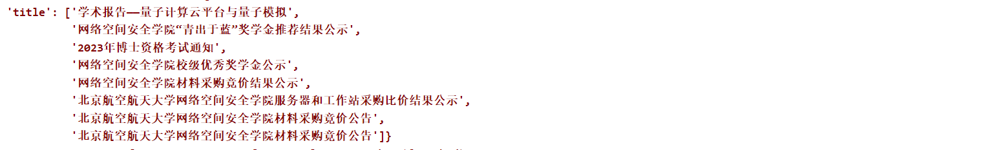 'title': ['学术报告——量子计算云平台与量子模拟',
'网络空间安全学院“青出于蓝”奖学金推荐结果公示',
'2023年博士资格考试通知',
'网络空间安全学院校级优秀奖学金公示',
'网络空间安全学院材料采购竞价结果公示',
'北京航空航天大学网络空间安全学院服务器和工作站采购比价结果公示',
'北京航空航天大学网络空间安全学院材料采购竞价公告',
'北京航空航天大学网络空间安全学院材料采购竞价公告']}